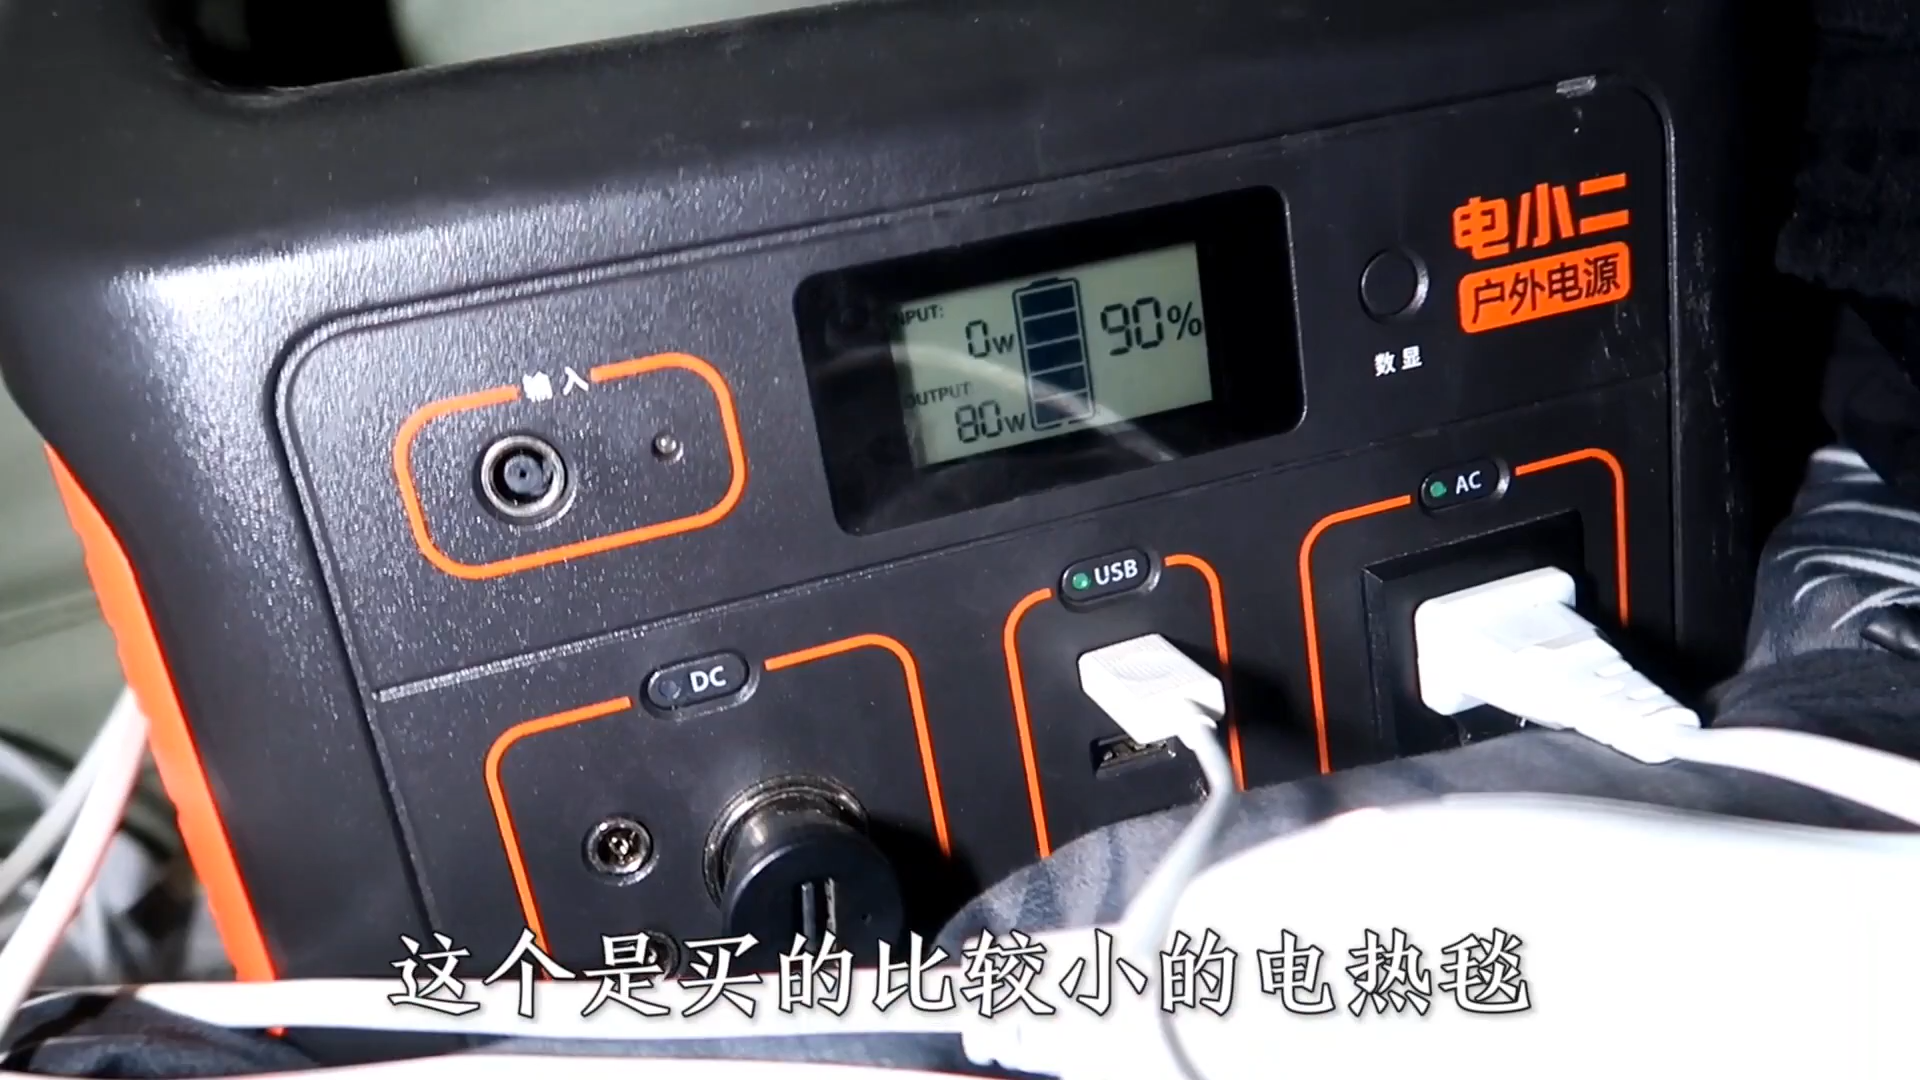 电小二
户外电源
INPUT:
0w
90%
OUTPUT:
80w
数显
输入
AC
USB
DC
这个是买的比较小的电热毯